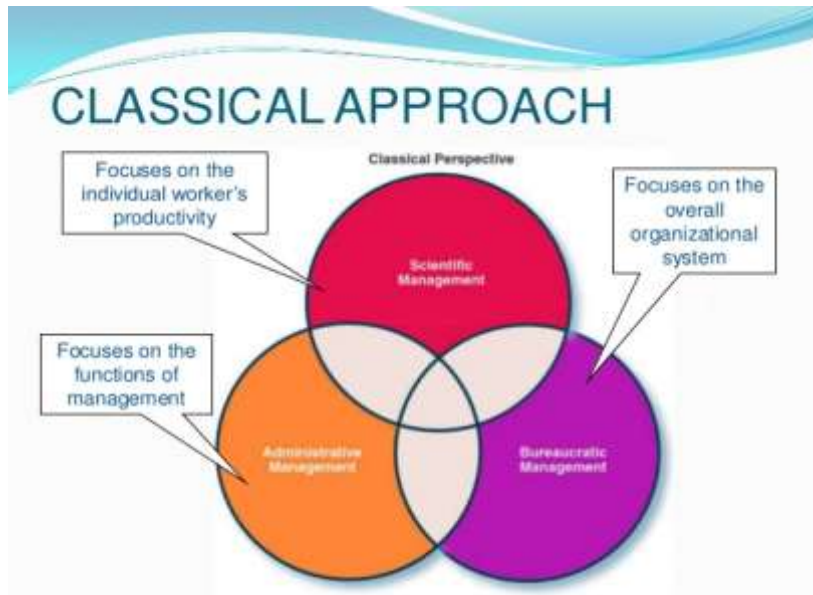 CLASSICAL APPROACH
Classical Perspective
Focuses on the
individual worker's
productivity
Focuses on the
overall
organizational
system
Scientific
Management
Focuses on the
functions of
management
Administrative
Management
Bureaucratic
Management